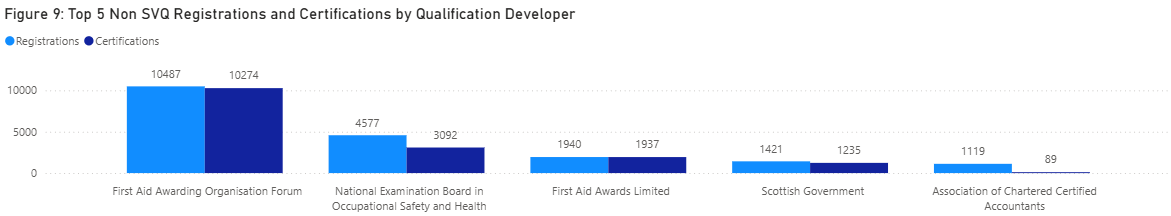 Figure 9: Top 5 Non SVQ Registrations and Certifications by Qualification Developer
Registrations Certifications
10487 10274
4577 3092
1940 1937
1421 1235
1119 89
10000
5000
0
First Aid Awarding Organisation Forum
National Examination Board in
Occupational Safety and Health
First Aid Awards Limited
Scottish Government
Association of Chartered Certified
Accountants